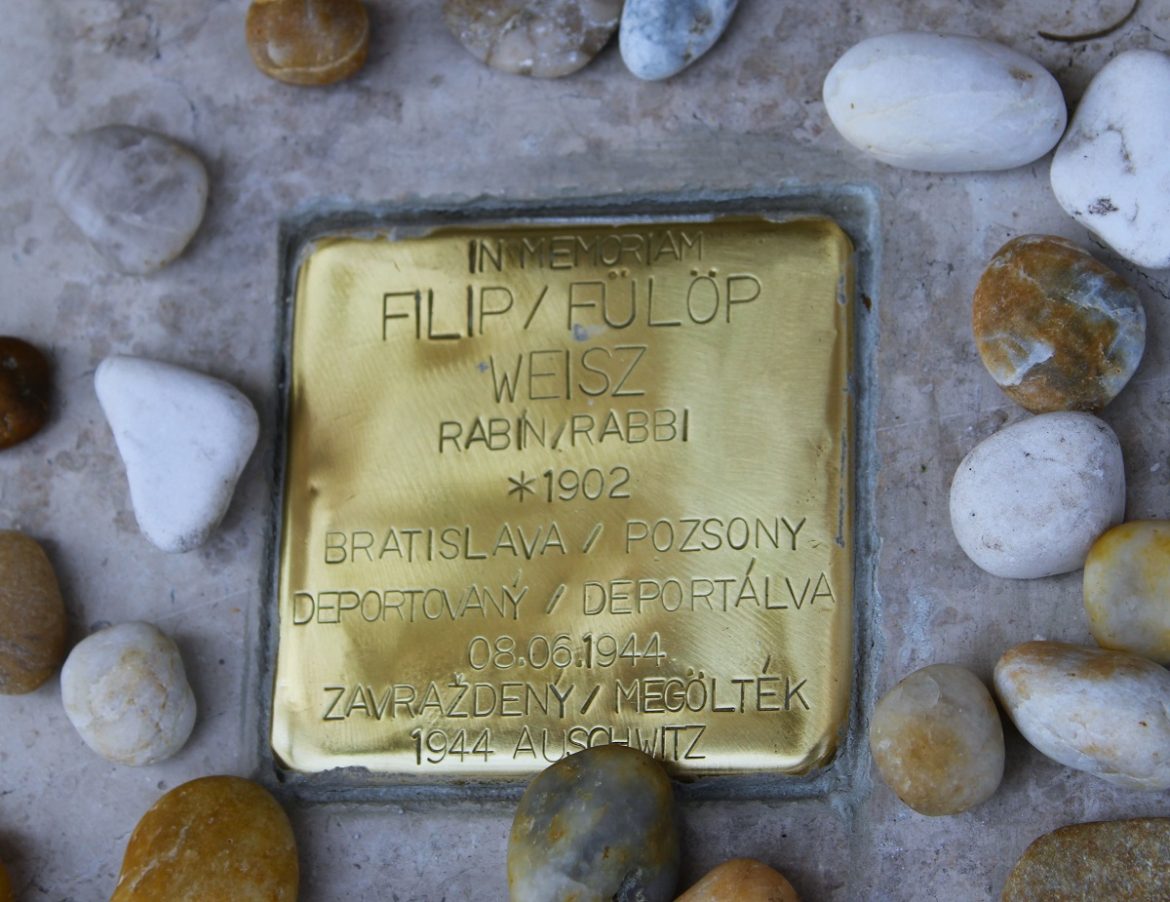 IN MEMORIAM
FILIP/ FÜLÖP
WEISZ
RABÍN/RABBI
*1902
BRATISLAVA / POZSONY
DEPORTOVANÝ / DEPORTÁLVA
08.06.1944
ZAVRAŽDENÝ/ MEGÖLTÉK
1944 AUSCHWITZ